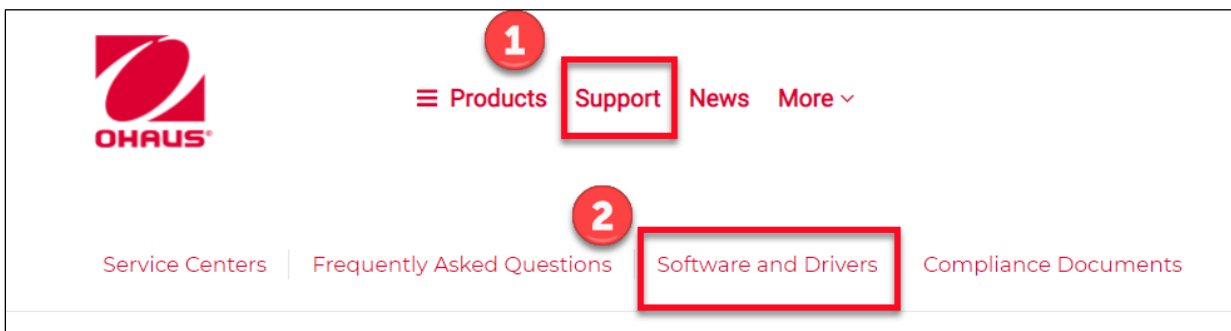 1
☰ Products Support News More
OHAUS®
2
Service Centers Frequently Asked Questions Software and Drivers Compliance Documents